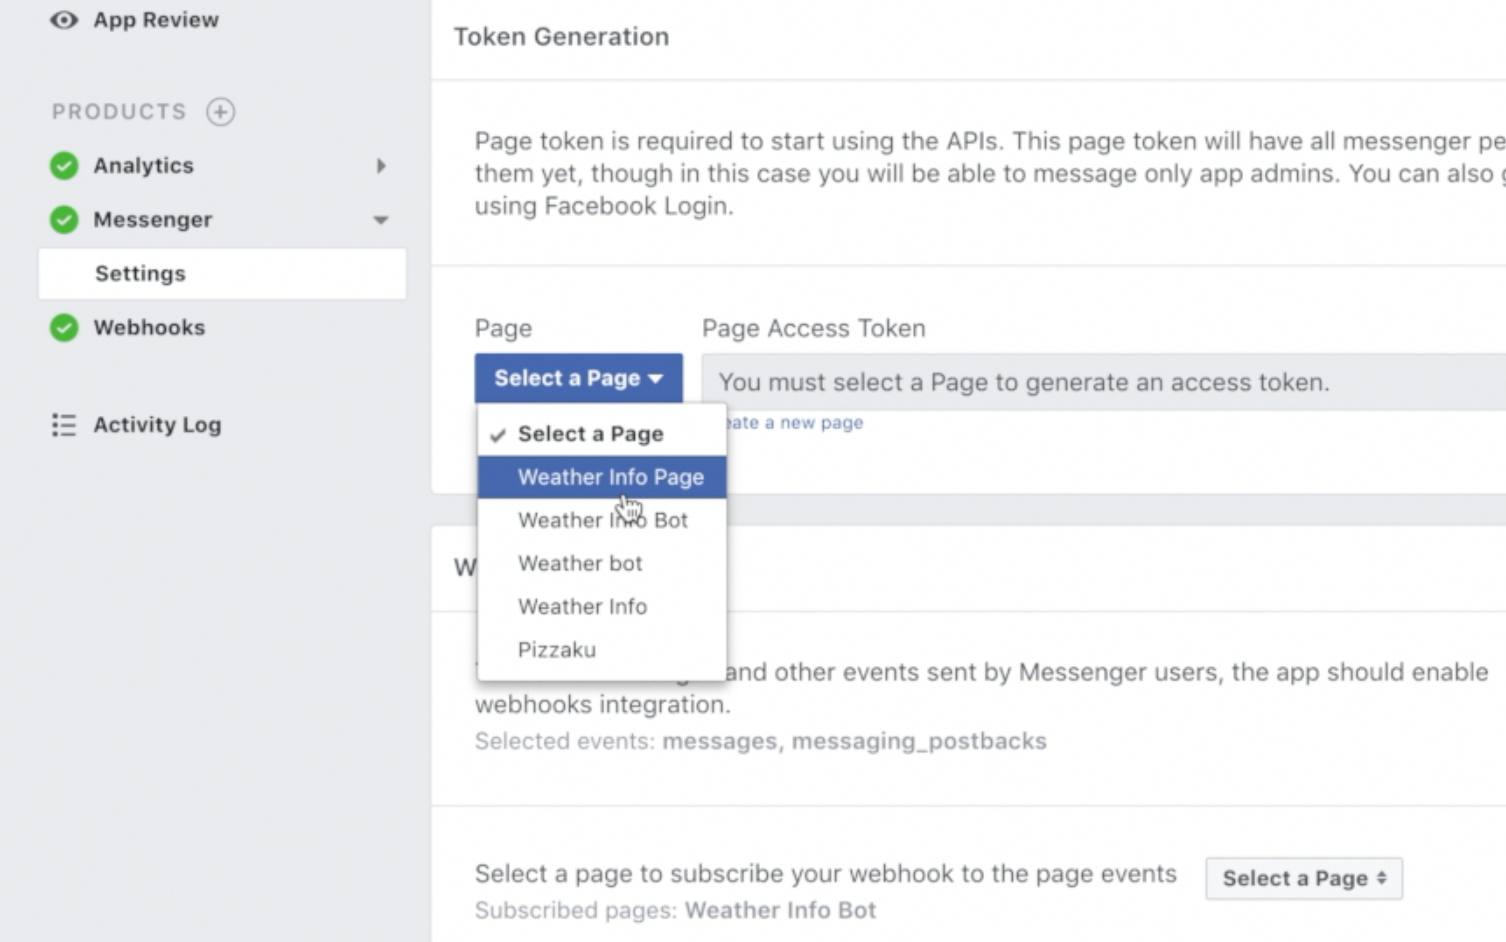 App Review
PRODUCTS
Analytics
Messenger
Settings
Webhooks
Activity Log
Token Generation
Page token is required to start using the APIs. This page token will have all messenger
them yet, though in this case you will be able to message only app admins. You can also
using Facebook Login.
Page
Page Access Token
Select a Page
You must select a Page to generate an access token.
a new page
Select a Page
Weather Info Page
Weather Info Bot
Weather bot
Weather Info
Pizzaku
and other events sent by Messenger users, the app should enable
webhooks integration.
Selected events: messages, messaging_postbacks
Select a page to subscribe your webhook to the page events
Select a Page
Subscribed pages: Weather Info Bot